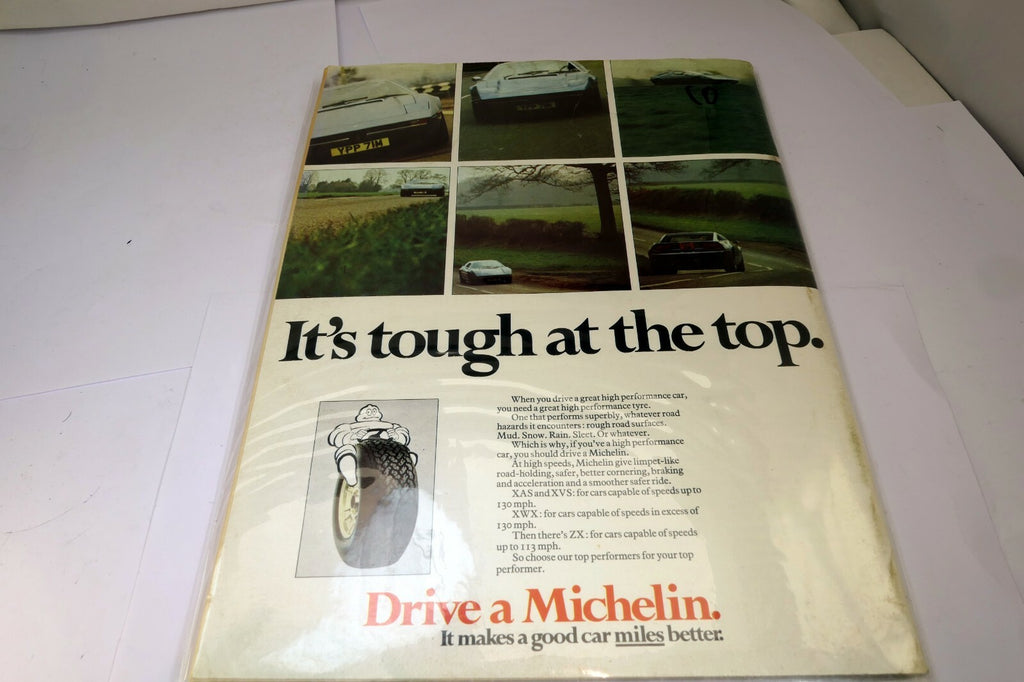 YPP 71M
It's tough at the top.
When you drive a great high performance car,
you need a great high performance tyre.
One that performs superbly, whatever road
hazards it encounters: rough road surfaces.
Mud. Snow. Rain. Sleet. Or whatever.
Which is why, if you've a high performance
car, you should drive a Michelin.
At high speeds, Michelin give limpet-like
road-holding, safer, better cornering, braking
and acceleration and a smoother safer ride.
XAS and XVS: for cars capable of speeds up to
130 mph.
XWX: for cars capable of speeds in excess of
130 mph.
Then there's ZX: for cars capable of speeds
up to 113 mph.
So choose our top performers for your top
performer.
Drive a Michelin.
It makes a good car miles better.